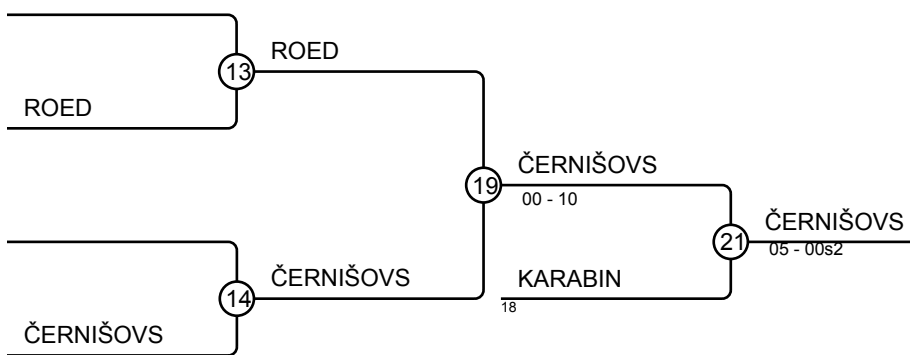 ROED
13
ROED
ČERNIŠOVS
19
00 - 10
ČERNIŠOVS
21
05 - 00s2
ČERNIŠOVS
14
KARABIN
18
ČERNIŠOVS